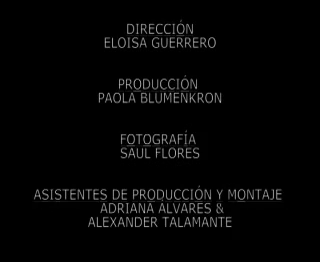 DIRECCIÓN
ELOISA GUERRERO
PRODUCCIÓN
PAOLA BLUMENKRON
FOTOGRAFÍA
SAUL FLORES
ASISTENTES DE PRODUCCIÓN Y MONTAJE
ADRIANA ALVARES &
ALEXANDER TALAMANTE